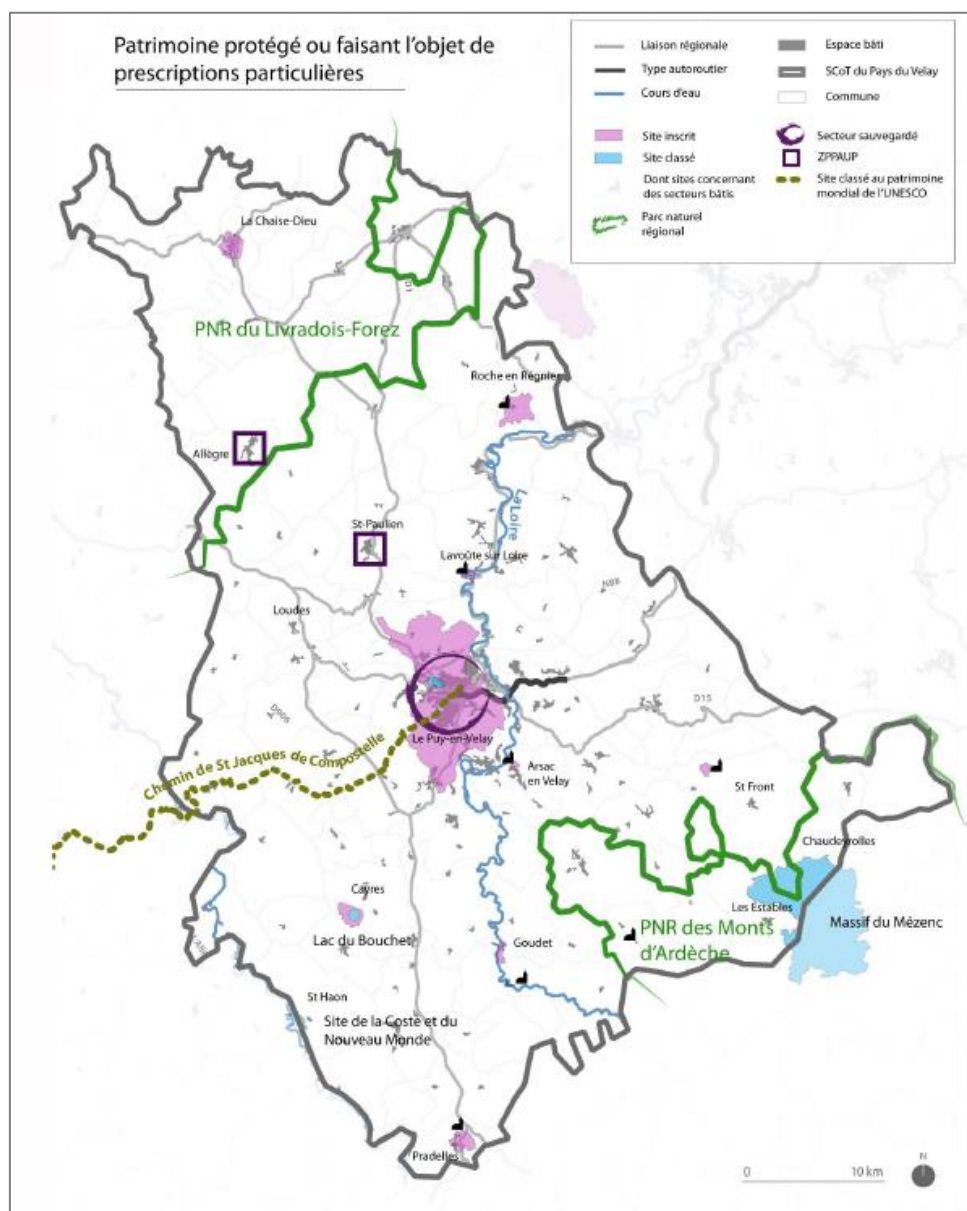 Patrimoine protégé ou faisant l'objet de
prescriptions particulières
Liaison régionale
Type autoroutier
Cours d'eau
Espace bâti
SCoT du Pays du Velay
Commune
Site inscrit
Site classé
Dont sites concernant
des secteurs bâtis
Parc naturel
régional
Secteur sauvegardé
ZPPAUP
Site classé au patrimoine
mondial de l'UNESCO
La Chaise-Dieu
PNR du Livradois-Forez
Roche en Régnier
Allègre
La Loire
St-Paulien
Lavoûte sur Loire
N88
Loudes
D906
D15
Le Puy-en-Velay
Chemin de St Jacques de Compostelle
Arsac
en Velay
St Front
Chaudeyrolles
Cayres
Les Estables
Massif du Mézenc
Lac du Bouchet
Goudet
PNR des Monts
d'Ardèche
St Haon
Site de la Coste et du
Nouveau Monde
Pradelles
0 10 km
N